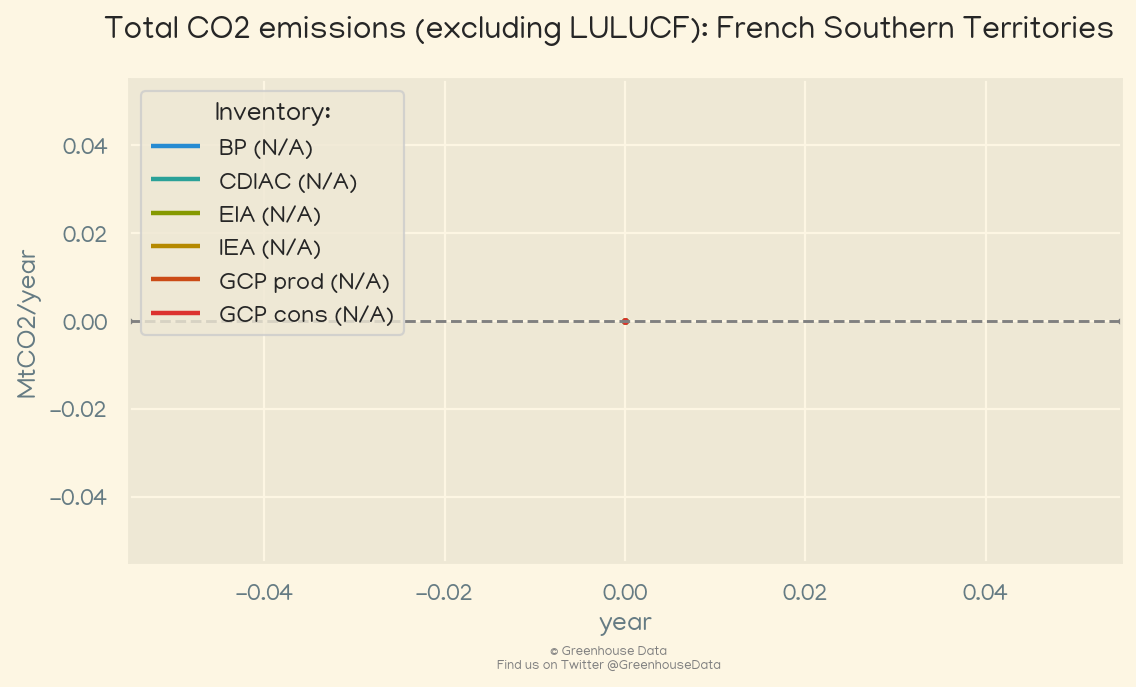 Total CO2 emissions (excluding LULUCF): French Southern Territories
Inventory:
BP (N/A)
CDIAC (N/A)
EIA (N/A)
IEA (N/A)
GCP prod (N/A)
GCP cons (N/A)
MtCO2/year
0.04
0.02
0.00
−0.02
−0.04
−0.04
−0.02
0.00
0.02
0.04
year
© Greenhouse Data
Find us on Twitter @GreenhouseData